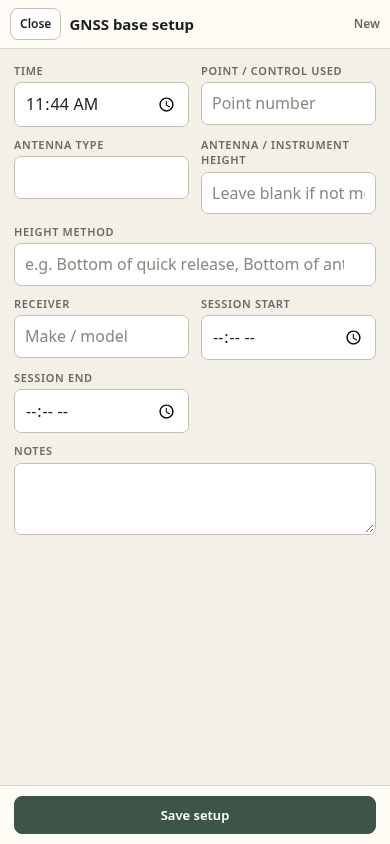 Close GNSS base setup New
TIME POINT / CONTROL USED
11:44 AM Point number
ANTENNA TYPE ANTENNA / INSTRUMENT
HEIGHT
Leave blank if not m
HEIGHT METHOD
e.g. Bottom of quick release, Bottom of ant
RECEIVER SESSION START
Make / model --:-- --
SESSION END
--:-- --
NOTES
Save setup